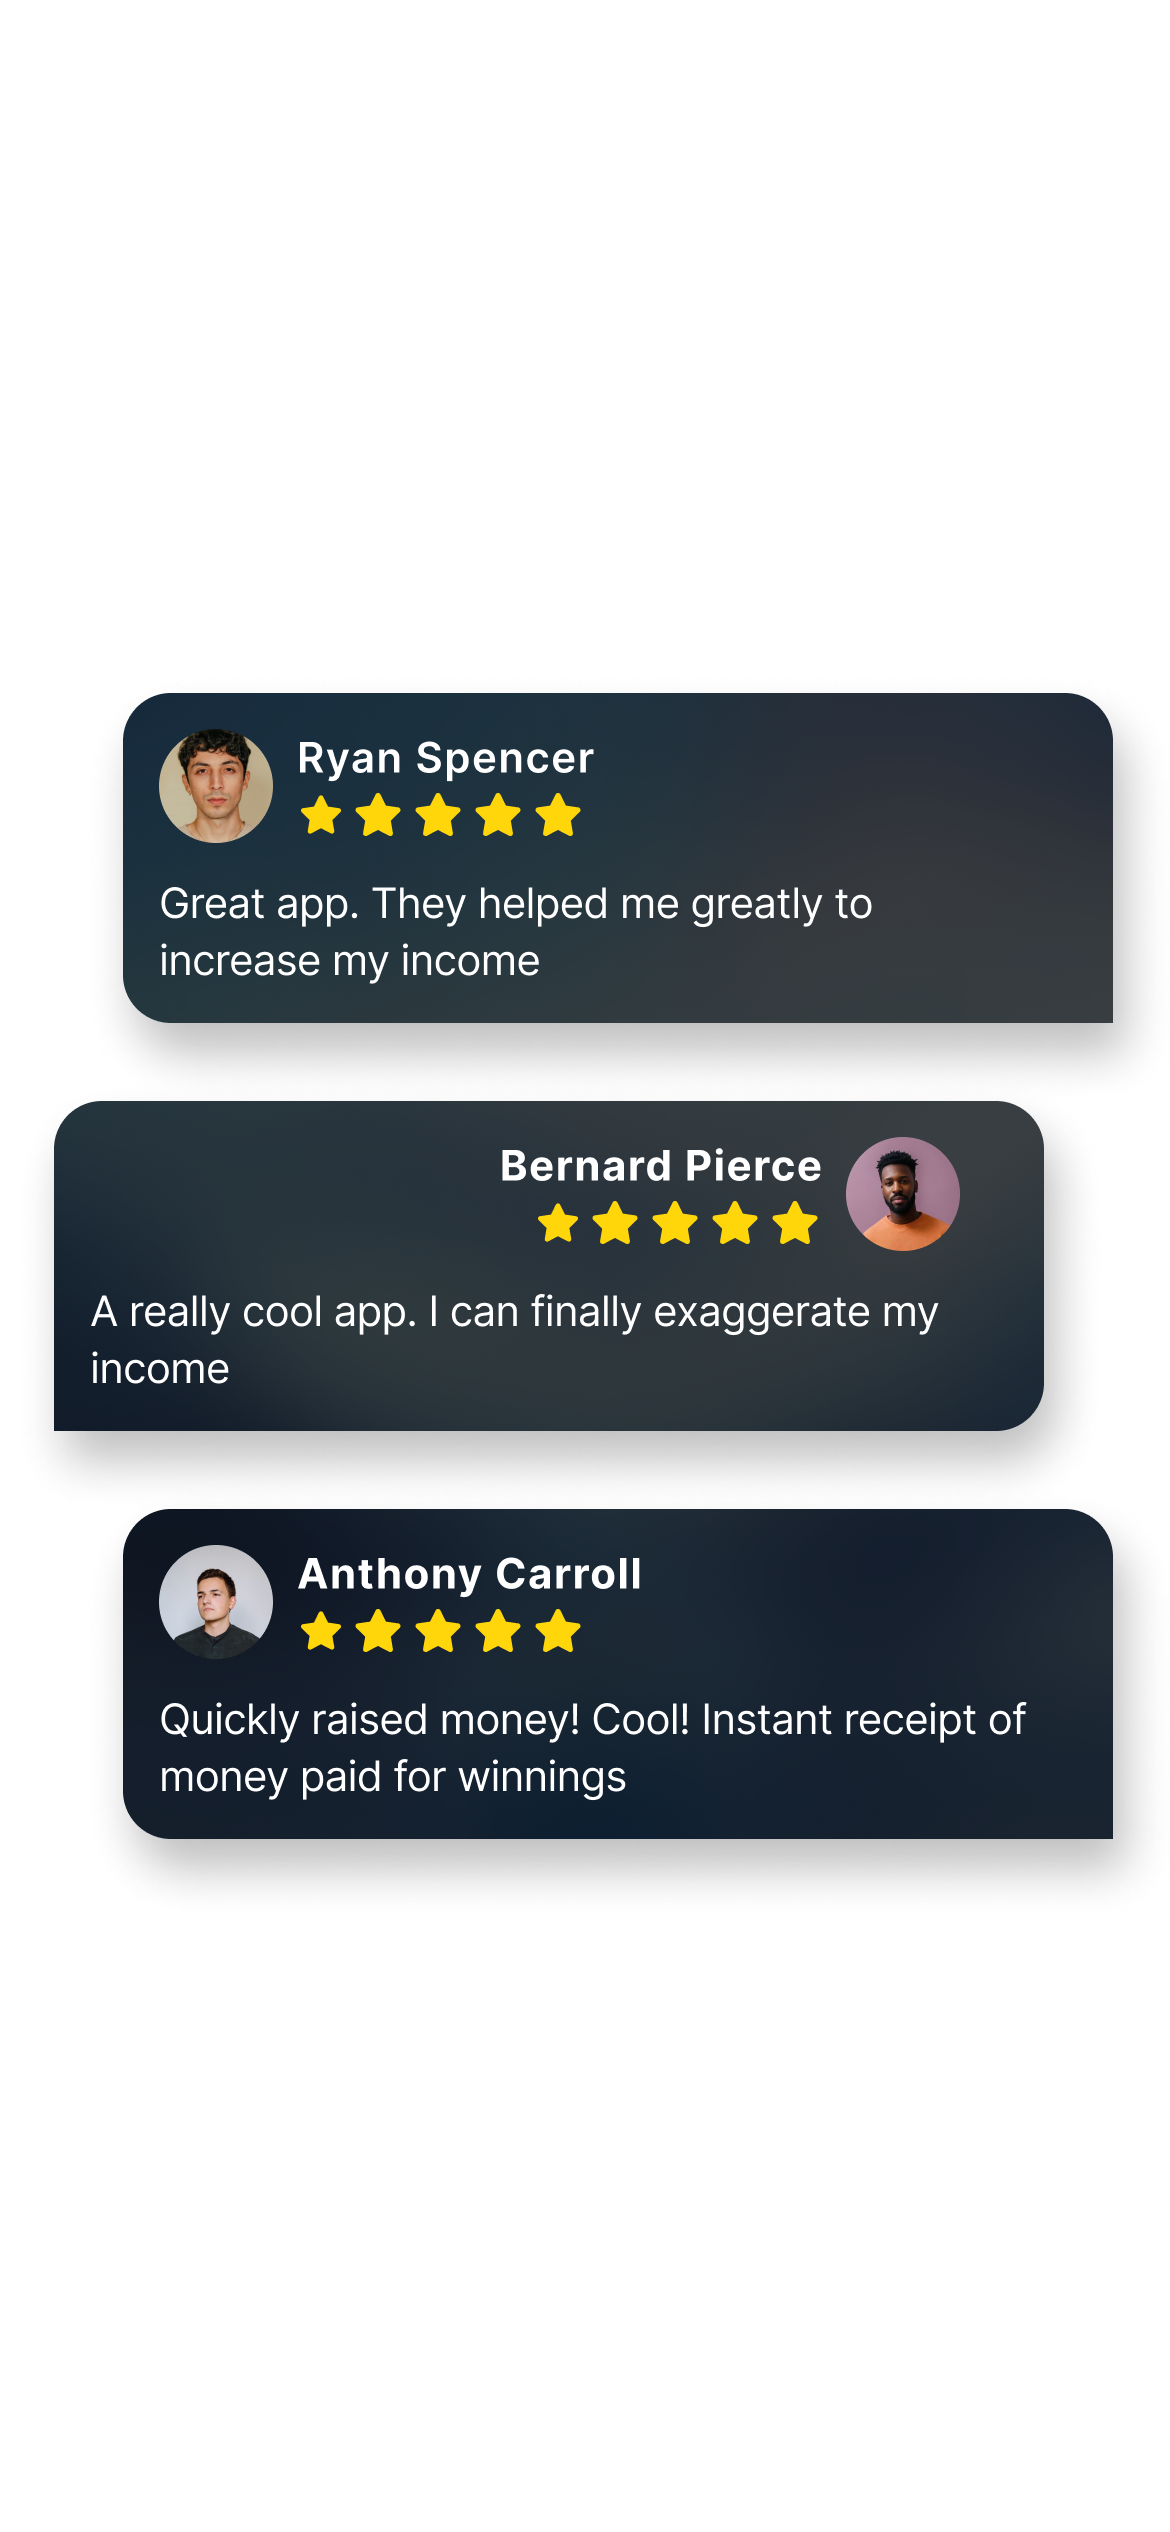 Ryan Spencer
Great app. They helped me greatly to
increase my income
Bernard Pierce
A really cool app. I can finally exaggerate my
income
Anthony Carroll
Quickly raised money! Cool! Instant receipt of
money paid for winnings